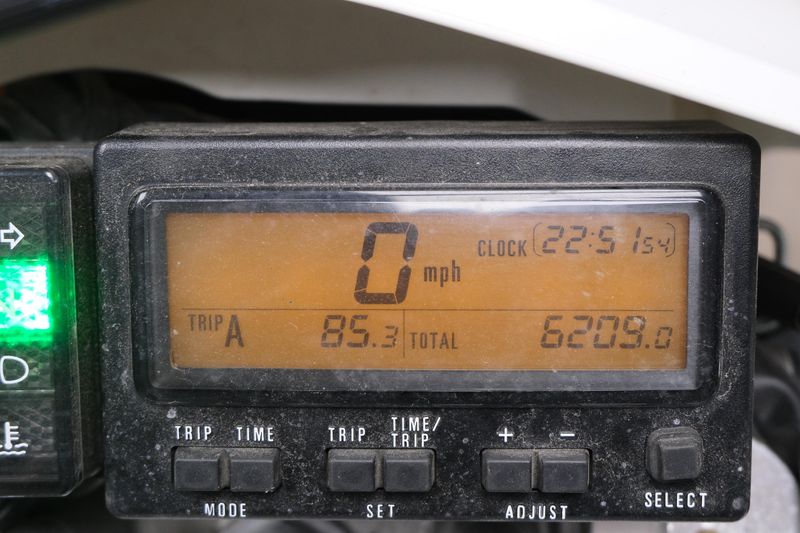 0 mph
CLOCK 22:51 54
TRIP A 85.3 TOTAL 6209.0
TRIP TIME TRIP TIME/TRIP + −
MODE SET ADJUST SELECT